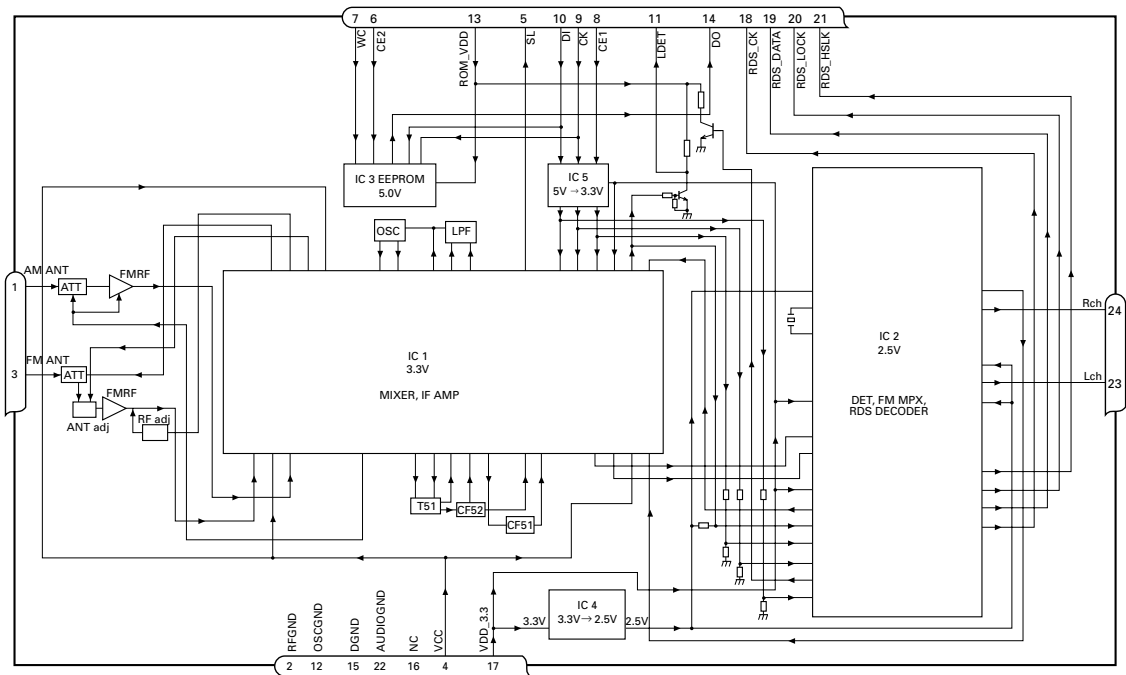 7 6 13 5 10 9 8 11 14 18 19 20 21
WC
CE2
ROM_VDD
SL
DI
CK
CE1
LDET
DO
RDS_CK
RDS_DATA
RDS_LOCK
RDS_HSLK
IC 3 EEPROM
5.0V
IC 5
5V→3.3V
OSC
LPF
1
AM ANT
ATT
FMRF
3
FM ANT
ATT
FMRF
ANT adj
RF adj
IC 1
3.3V
MIXER, IF AMP
IC 2
2.5V
DET, FM MPX,
RDS DECODER
Rch
24
Lch
23
T51
CF52
CF51
IC 4
3.3V→2.5V
3.3V
2.5V
RFGND
OSCGND
DGND
AUDIOGND
NC
VCC
VDD_3.3
2 12 15 22 16 4 17